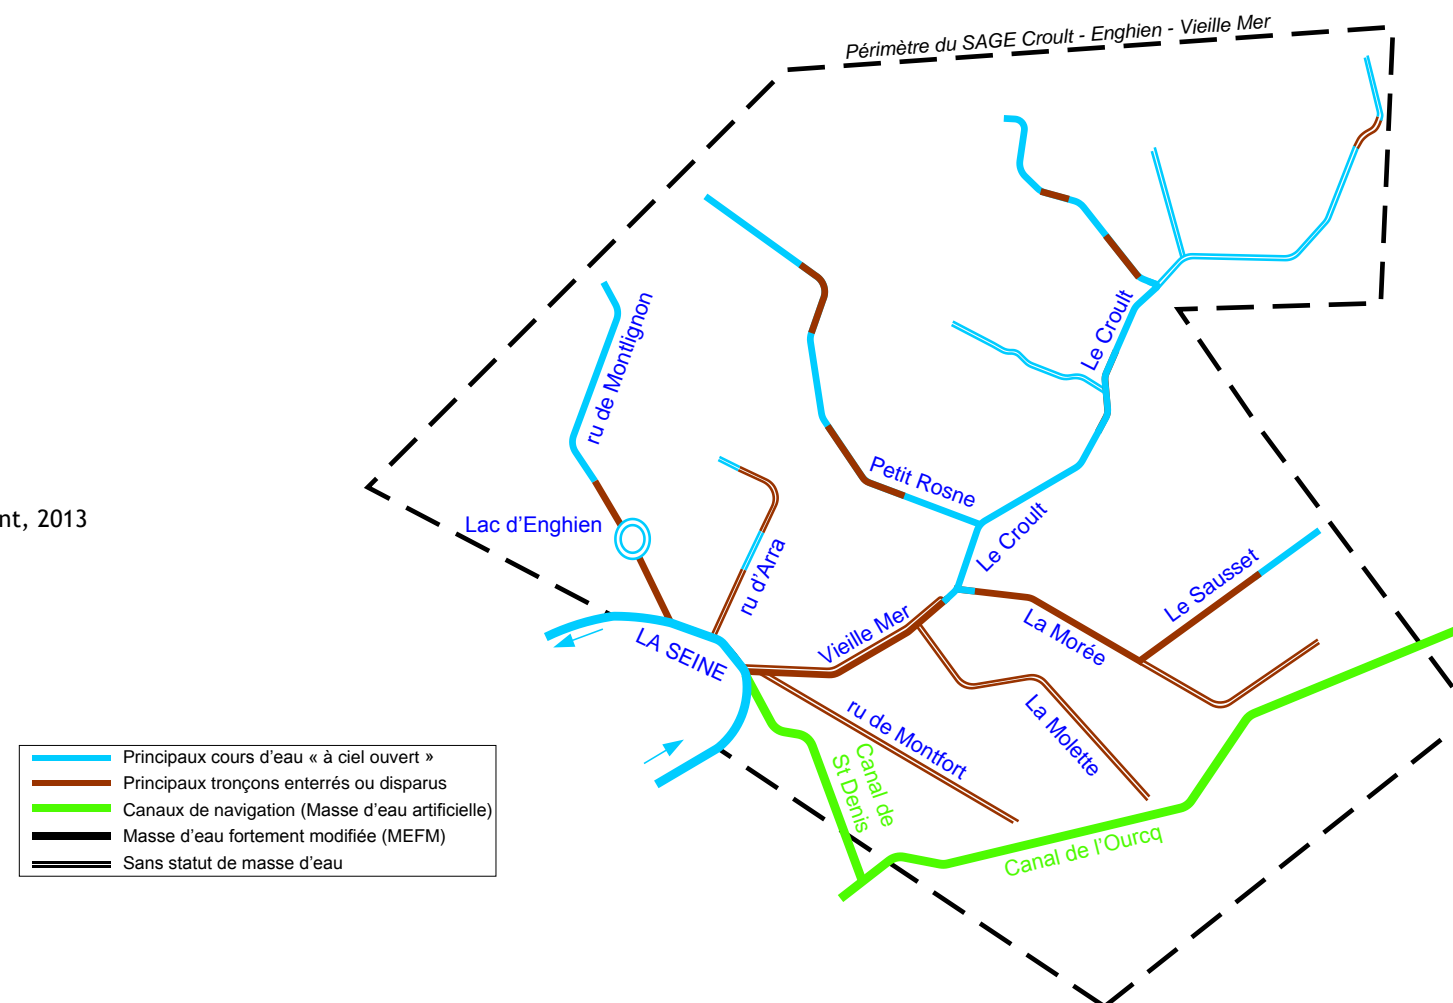 Périmètre du SAGE Croult - Enghien - Vieille Mer
Le Croult
ru de Montlignon
Petit Rosne
nt, 2013
Lac d'Enghien
ru d'Arra
Le Croult
Le Sausset
Vieille Mer
La Morée
LA SEINE
ru de Montfort
La Molette
Canal de
St Denis
Canal de l'Ourcq
Principaux cours d'eau « à ciel ouvert »
Principaux tronçons enterrés ou disparus
Canaux de navigation (Masse d'eau artificielle)
Masse d'eau fortement modifiée (MEFM)
Sans statut de masse d'eau